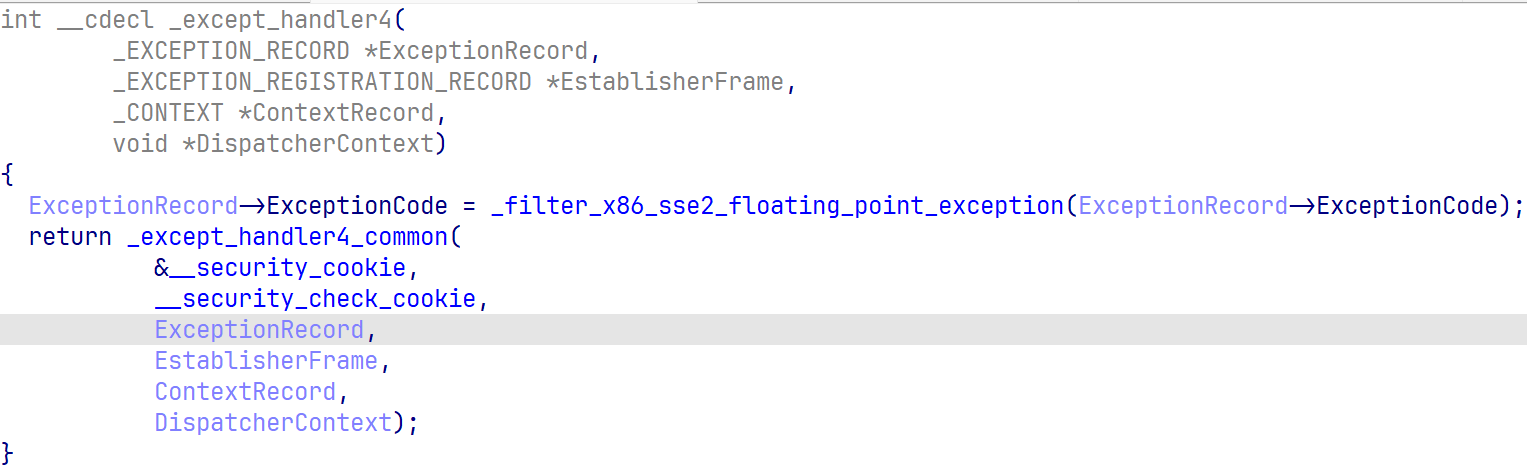 int __cdecl _except_handler4(
        _EXCEPTION_RECORD *ExceptionRecord,
        _EXCEPTION_REGISTRATION_RECORD *EstablisherFrame,
        _CONTEXT *ContextRecord,
        void *DispatcherContext)
{
  ExceptionRecord->ExceptionCode = _filter_x86_sse2_floating_point_exception(ExceptionRecord->ExceptionCode);
  return _except_handler4_common(
           &__security_cookie,
           __security_check_cookie,
           ExceptionRecord,
           EstablisherFrame,
           ContextRecord,
           DispatcherContext);
}